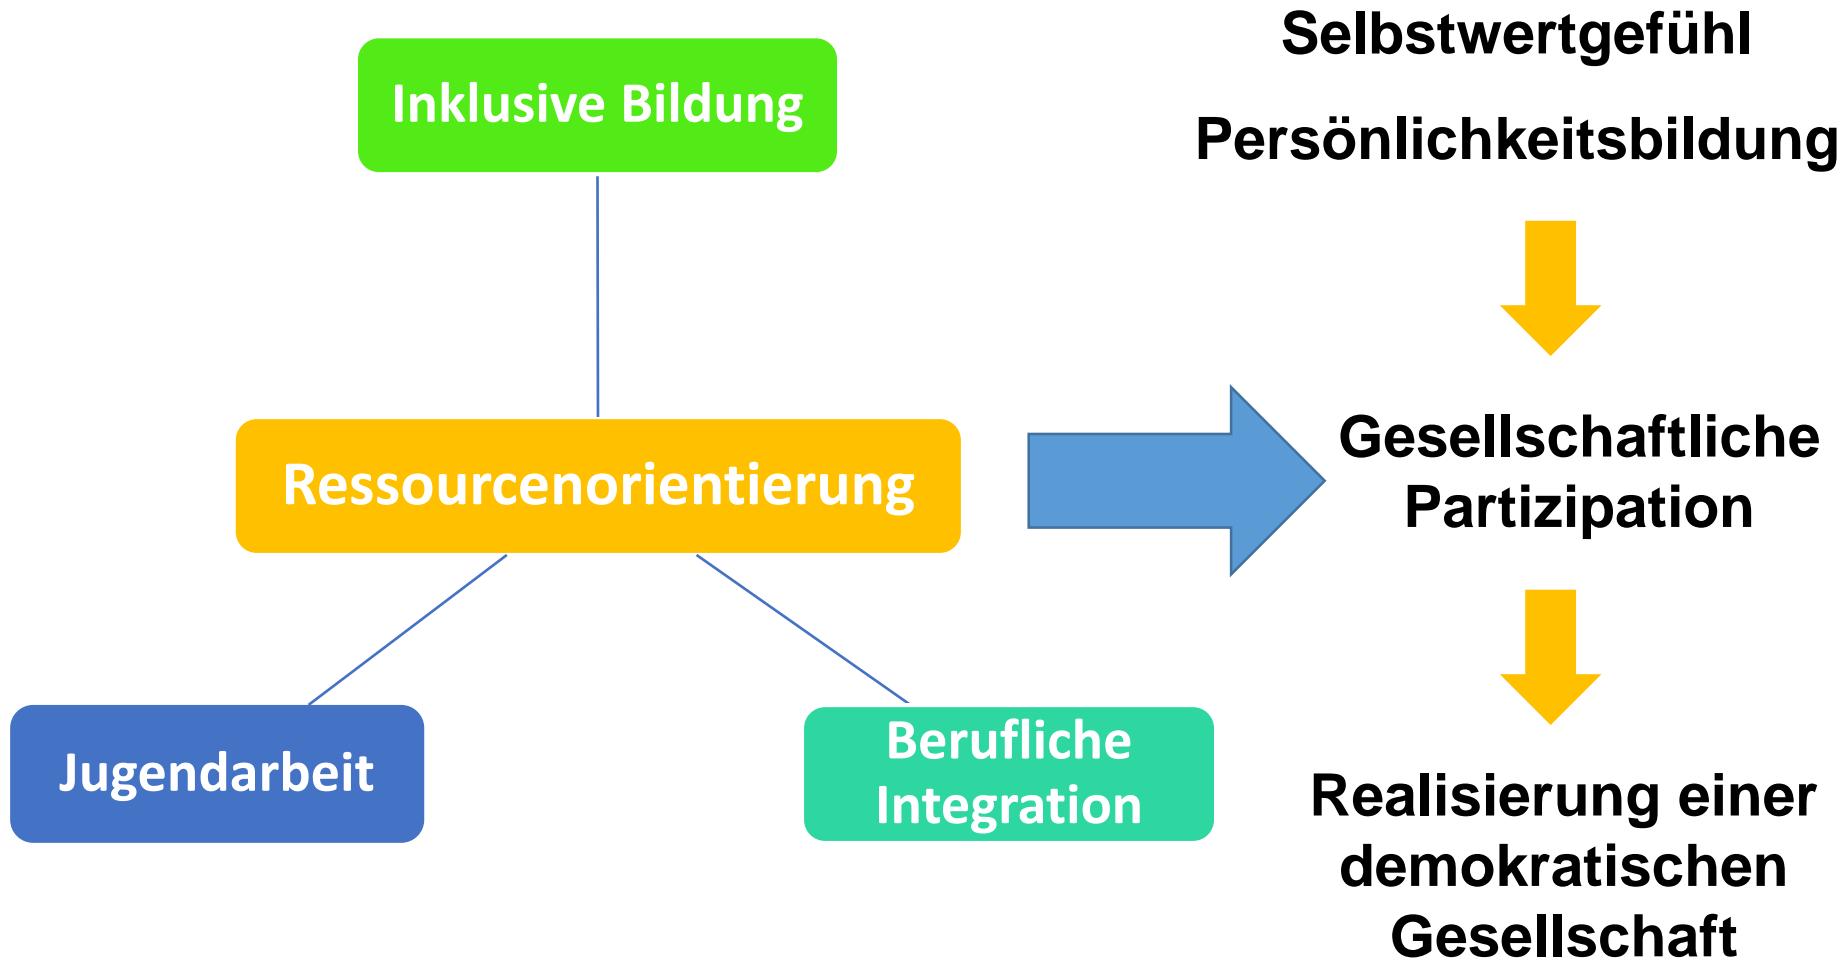 Inklusive Bildung
Ressourcenorientierung
Jugendarbeit
Berufliche
Integration
Selbstwertgefühl
Persönlichkeitsbildung
Gesellschaftliche
Partizipation
Realisierung einer
demokratischen
Gesellschaft